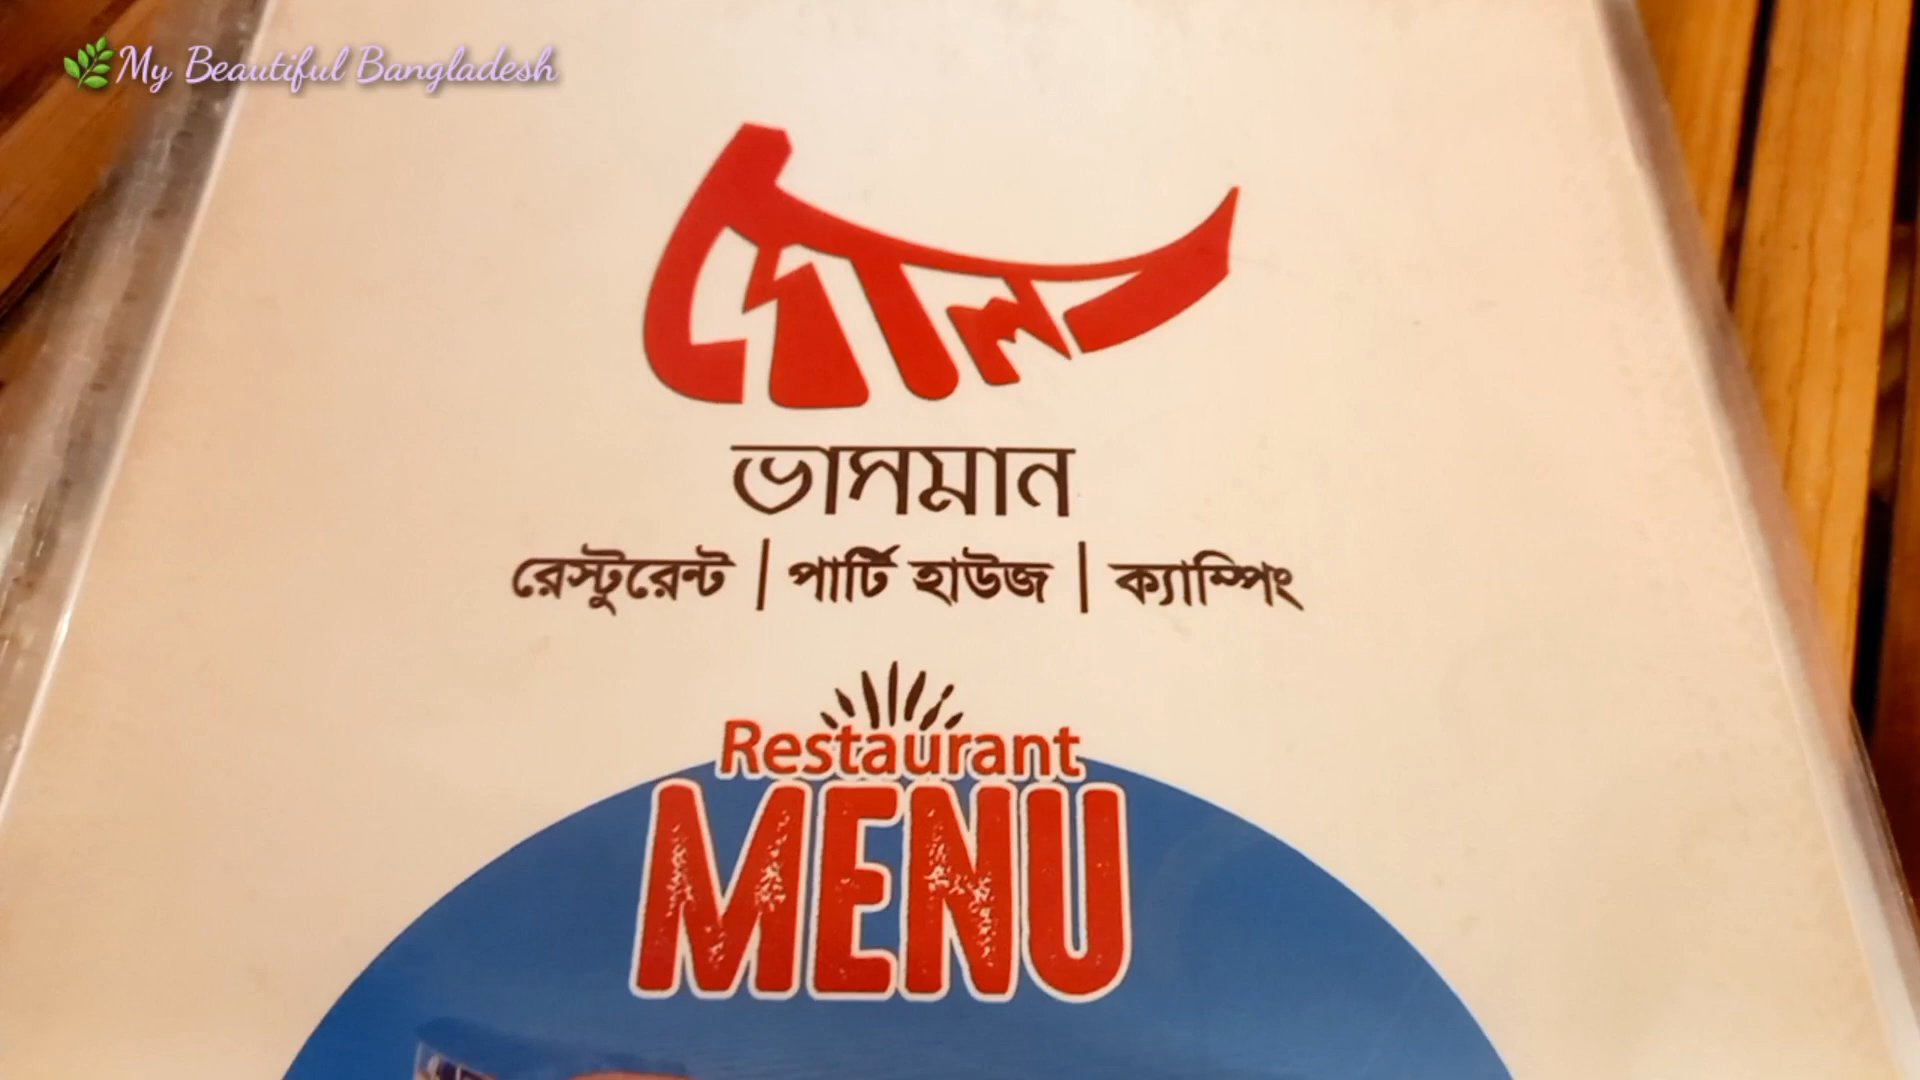 My Beautiful Bangladesh
দোল
ভাসমান
রেস্টুরেন্ট | পার্টি হাউজ | ক্যাম্পিং
Restaurant
MENU